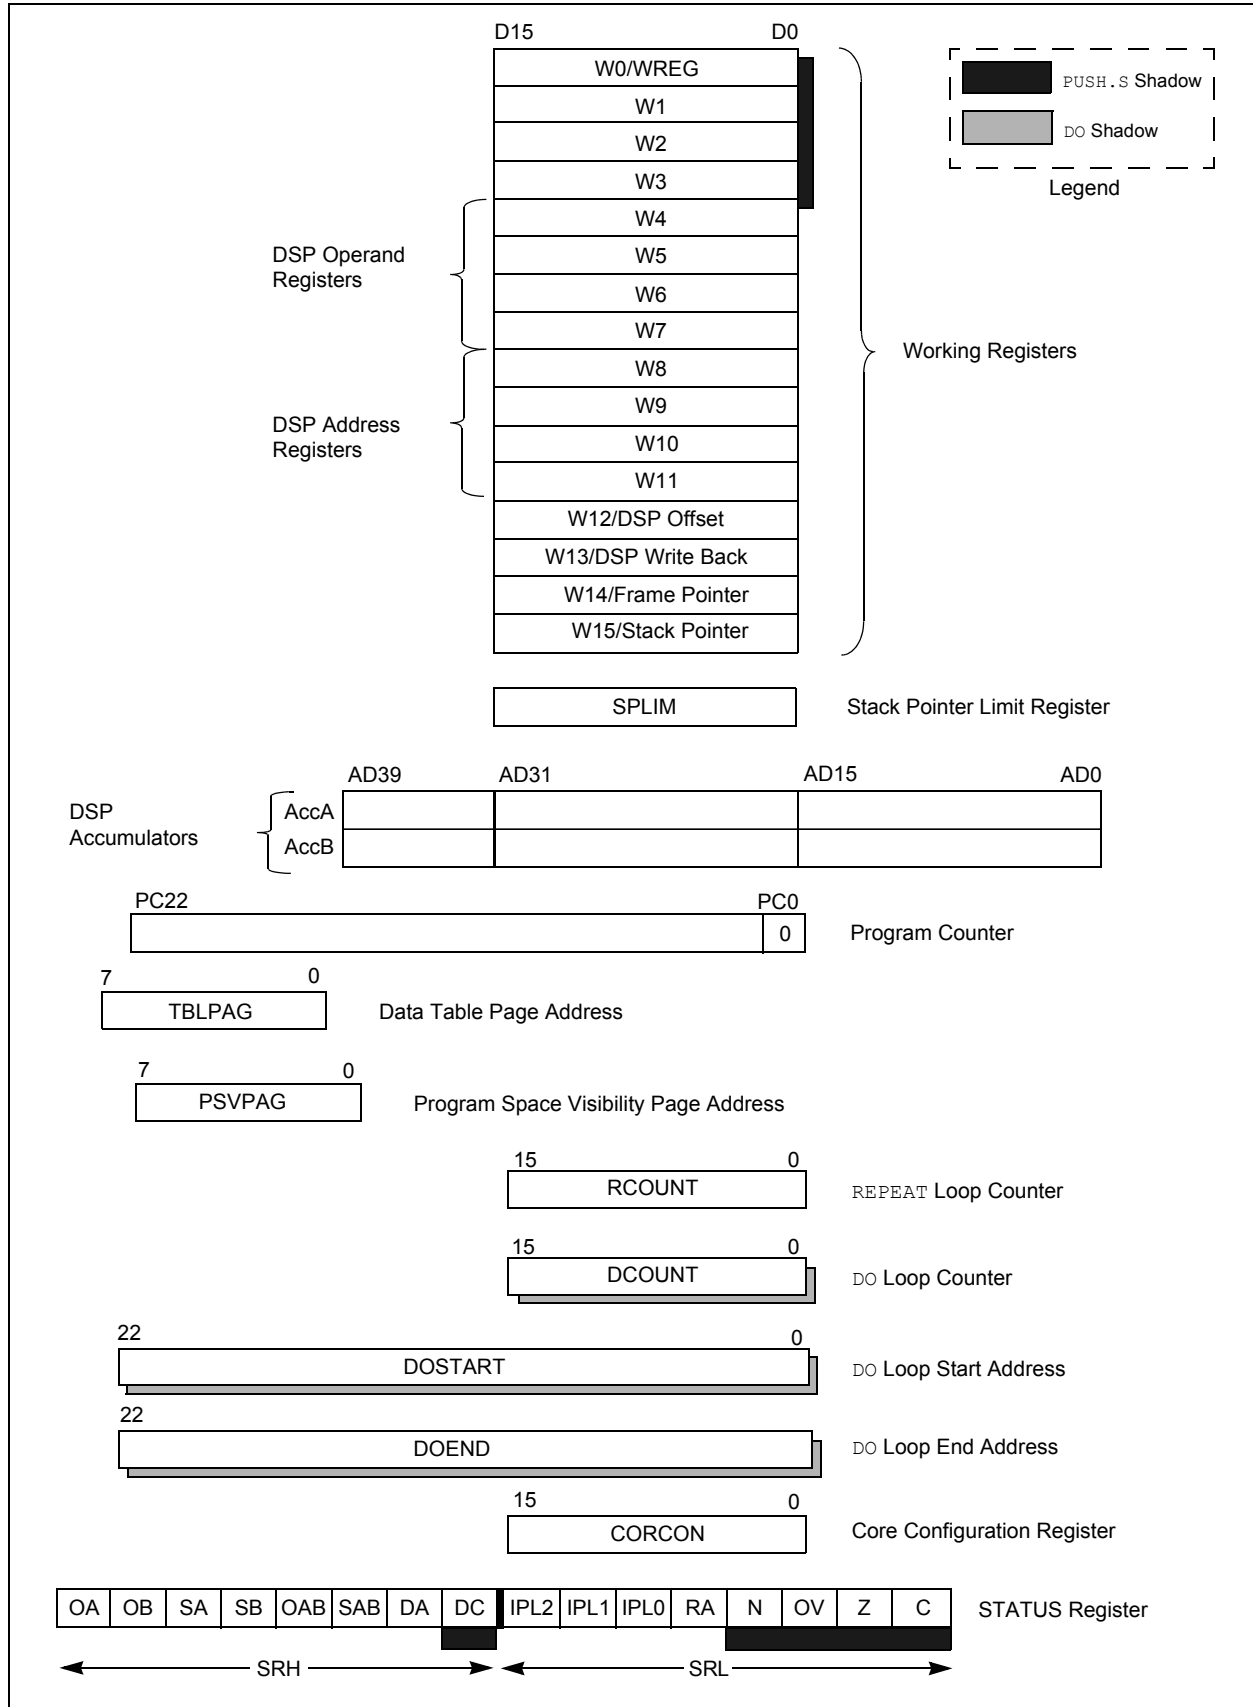 D15 D0
W0/WREG
PUSH.S Shadow
W1
DO Shadow
W2
W3
Legend
W4
DSP Operand
Registers
W5
W6
W7
Working Registers
W8
W9
DSP Address
Registers
W10
W11
W12/DSP Offset
W13/DSP Write Back
W14/Frame Pointer
W15/Stack Pointer
SPLIM Stack Pointer Limit Register
AD39 AD31 AD15 AD0
DSP
Accumulators
AccA
AccB
PC22 PC0
0 Program Counter
7 0
TBLPAG Data Table Page Address
7 0
PSVPAG Program Space Visibility Page Address
15 0
RCOUNT REPEAT Loop Counter
15 0
DCOUNT DO Loop Counter
22 0
DOSTART DO Loop Start Address
22
DOEND DO Loop End Address
15 0
CORCON Core Configuration Register
OA OB SA SB OAB SAB DA DC IPL2 IPL1 IPL0 RA N OV Z C STATUS Register
SRH SRL